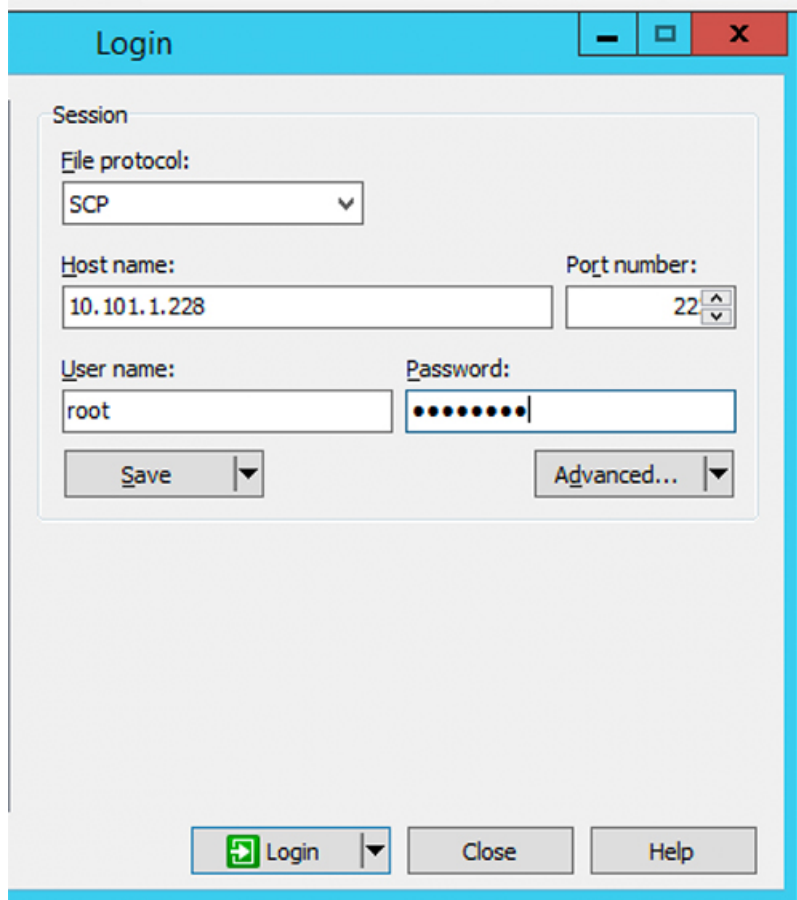 Login
Session
File protocol:
SCP
Host name:
Port number:
10.101.1.228
22
User name:
Password:
root
Save
Advanced...
Login
Close
Help